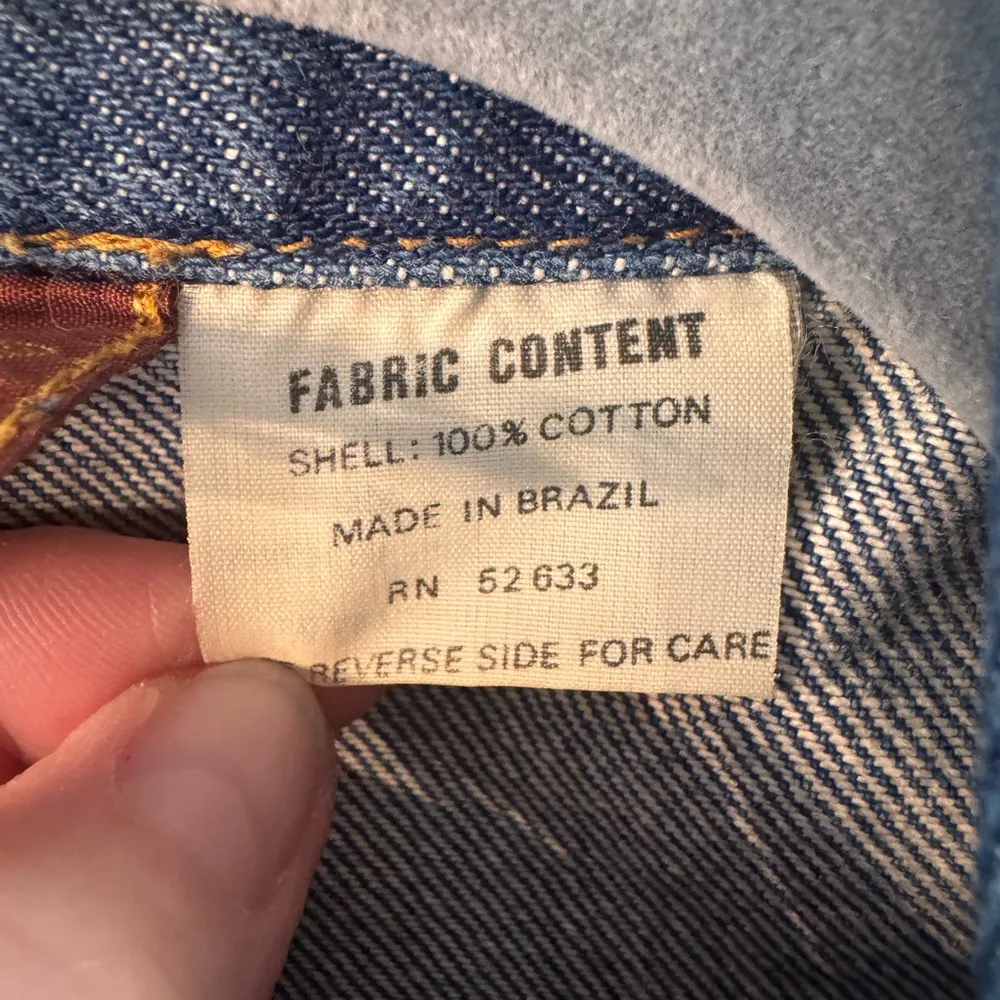 FABRIC CONTENT
SHELL: 100% COTTON
MADE IN BRAZIL
RN 52633
REVERSE SIDE FOR CARE